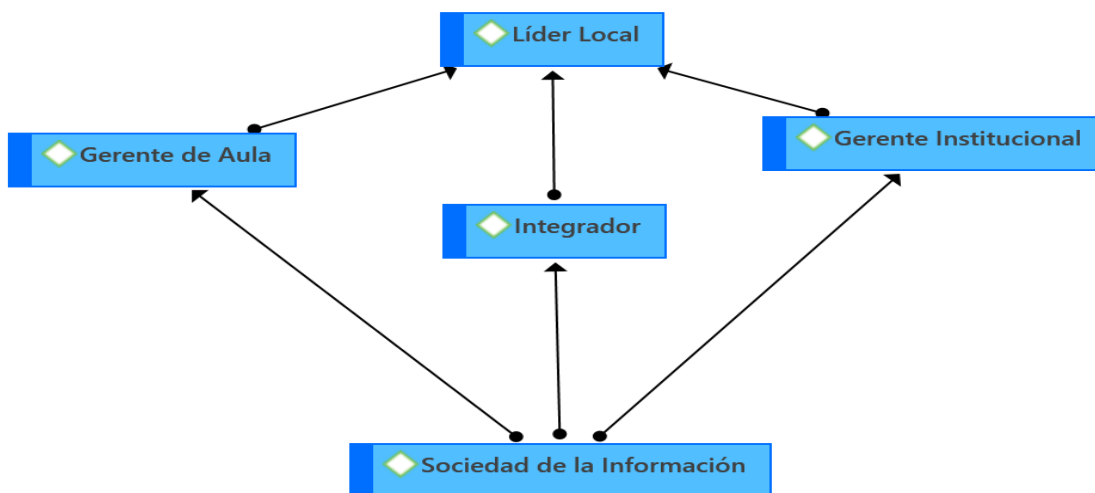 Líder Local
Gerente de Aula
Gerente Institucional
Integrador
Sociedad de la Información